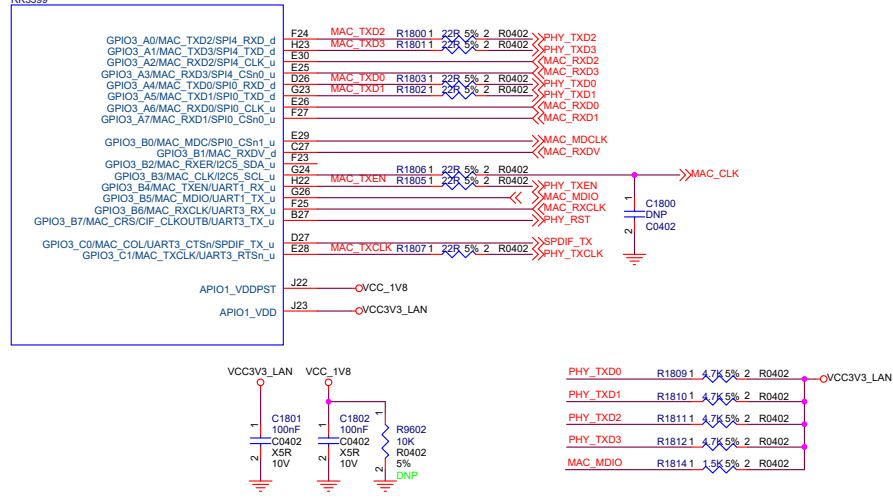 RK3399
GPIO3_A0/MAC_TXD2/SPI4_RXD_d F24 MAC_TXD2 R1800 1 22R 5% 2 R0402 PHY_TXD2
GPIO3_A1/MAC_TXD3/SPI4_TXD_d H23 MAC_TXD3 R1801 1 22R 5% 2 R0402 PHY_TXD3
GPIO3_A2/MAC_RXD2/SPI4_CLK_u E30 MAC_RXD2
GPIO3_A3/MAC_RXD3/SPI4_CSn0_u E25 MAC_RXD3
GPIO3_A4/MAC_TXD0/SPI0_RXD_d D26 MAC_TXD0 R1803 1 22R 5% 2 R0402 PHY_TXD0
GPIO3_A5/MAC_TXD1/SPI0_TXD_d G23 MAC_TXD1 R1802 1 22R 5% 2 R0402 PHY_TXD1
GPIO3_A6/MAC_RXD0/SPI0_CLK_u E26 MAC_RXD0
GPIO3_A7/MAC_RXD1/SPI0_CSn0_u F27 MAC_RXD1
GPIO3_B0/MAC_MDC/SPI0_CSn1_u E29 MAC_MDCLK
GPIO3_B1/MAC_RXDV_d C27 MAC_RXDV
GPIO3_B2/MAC_RXER/I2C5_SDA_u F23
GPIO3_B3/MAC_CLK/I2C5_SCL_u G24 R1806 1 22R 5% 2 R0402 MAC_CLK
GPIO3_B4/MAC_TXEN/UART1_RX_u H22 MAC_TXEN R1805 1 22R 5% 2 R0402 PHY_TXEN
GPIO3_B5/MAC_MDIO/UART1_TX_u G26 MAC_MDIO
GPIO3_B6/MAC_RXCLK/UART3_RX_u F25 MAC_RXCLK
GPIO3_B7/MAC_CRS/CIF_CLKOUTB/UART3_TX_u B27 PHY_RST
1
C1800
DNP
2 C0402
GPIO3_C0/MAC_COL/UART3_CTSn/SPDIF_TX_u D27 SPDIF_TX
GPIO3_C1/MAC_TXCLK/UART3_RTSn_u E28 MAC_TXCLK R1807 1 22R 5% 2 R0402 PHY_TXCLK
APIO1_VDDPST J22 VCC_1V8
APIO1_VDD J23 VCC3V3_LAN
VCC3V3_LAN VCC_1V8
1 C1801
100nF
C0402
X5R
2 10V
1 C1802
100nF
C0402
X5R
2 10V
1
R9602
10K
R0402
5%
2 DNP
PHY_TXD0 R1809 1 4.7K 5% 2 R0402 VCC3V3_LAN
PHY_TXD1 R1810 1 4.7K 5% 2 R0402
PHY_TXD2 R1811 1 4.7K 5% 2 R0402
PHY_TXD3 R1812 1 4.7K 5% 2 R0402
MAC_MDIO R1814 1 1.5K 5% 2 R0402